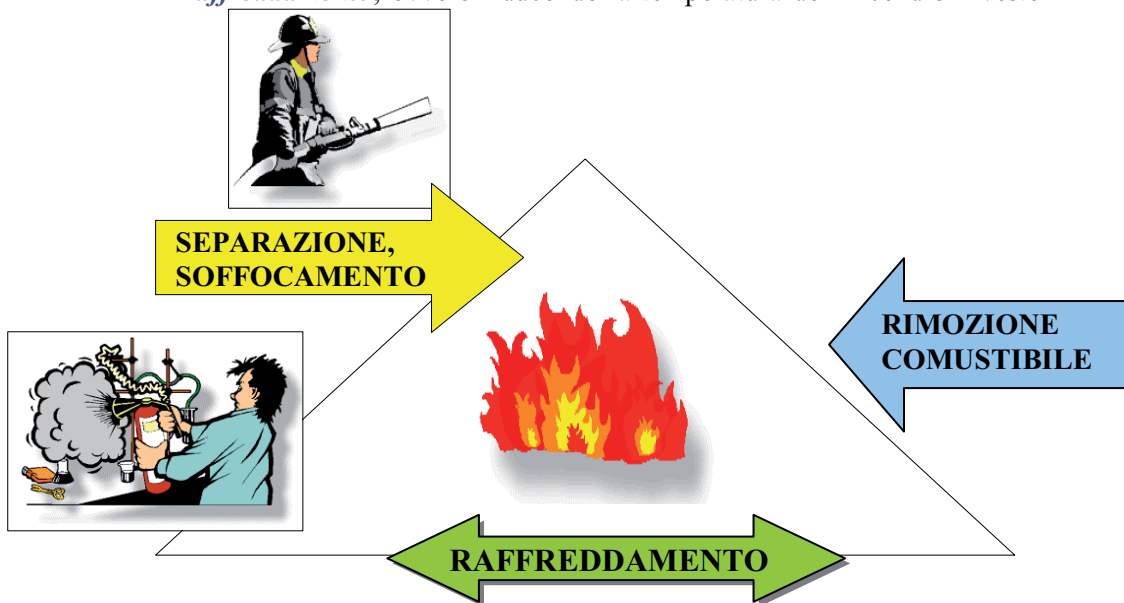 SEPARAZIONE,
SOFFOCAMENTO
RIMOZIONE
COMUSTIBILE
RAFFREDDAMENTO